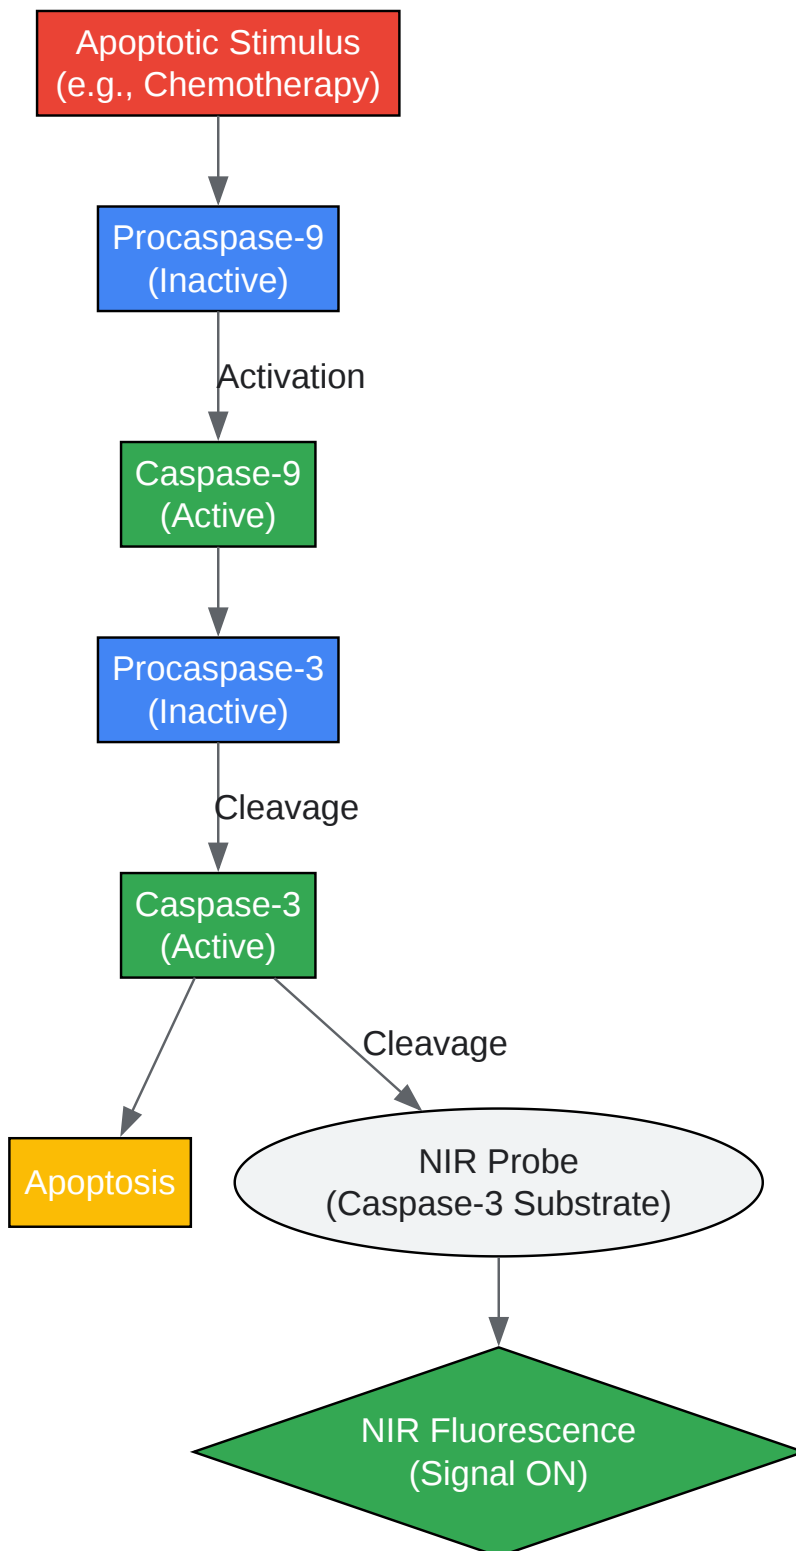 Apoptotic Stimulus
(e.g., Chemotherapy)
Procaspase-9
(Inactive)
Activation
Caspase-9
(Active)
Procaspase-3
(Inactive)
Cleavage
Caspase-3
(Active)
Cleavage
Apoptosis
NIR Probe
(Caspase-3 Substrate)
NIR Fluorescence
(Signal ON)